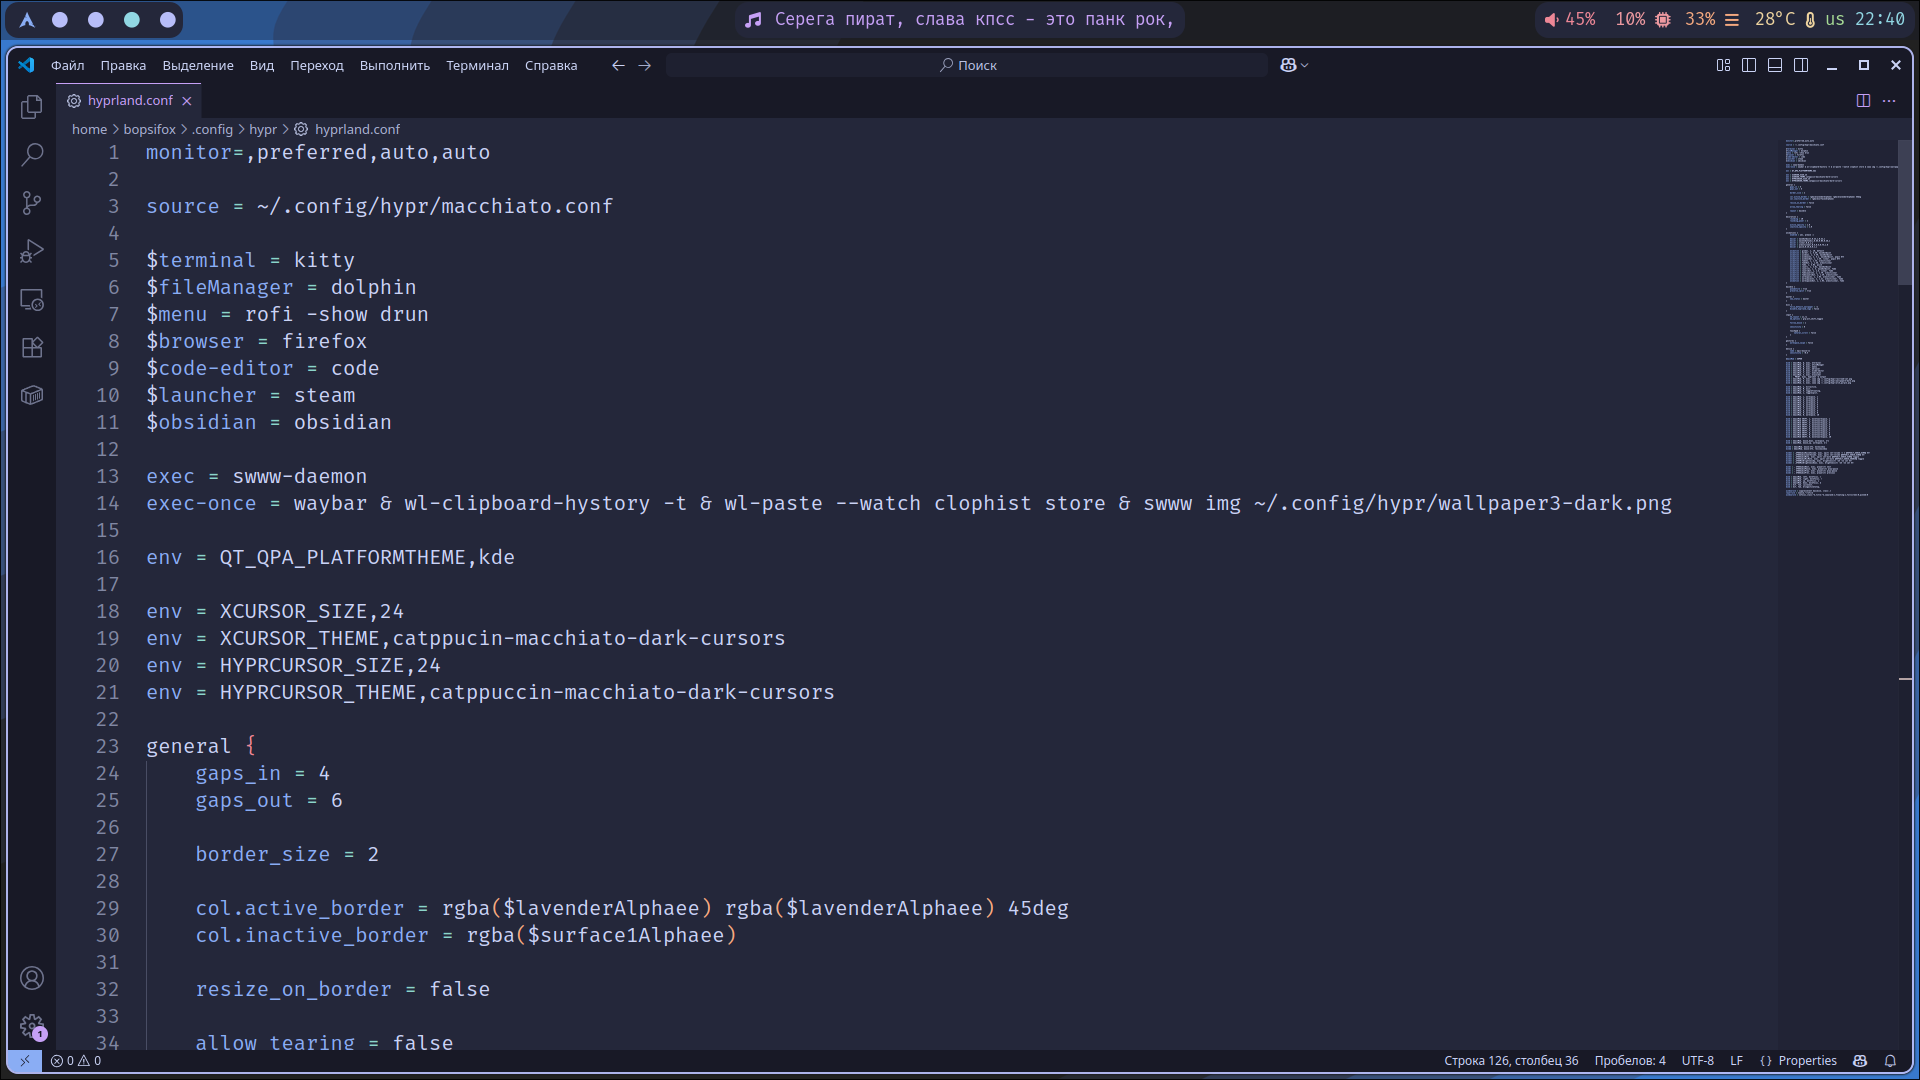 Серега пират, слава кпсс - это панк рок,
45% 10% 33% 28°C us 22:40
Файл Правка Выделение Вид Переход Выполнить Терминал Справка Поиск
hyprland.conf
home > bopsifox > .config > hypr > hyprland.conf
1 monitor=,preferred,auto,auto
2
3 source = ~/.config/hypr/macchiato.conf
4
5 $terminal = kitty
6 $fileManager = dolphin
7 $menu = rofi -show drun
8 $browser = firefox
9 $code-editor = code
10 $launcher = steam
11 $obsidian = obsidian
12
13 exec = swww-daemon
14 exec-once = waybar & wl-clipboard-hystory -t & wl-paste --watch clophist store & swww img ~/.config/hypr/wallpaper3-dark.png
15
16 env = QT_QPA_PLATFORMTHEME,kde
17
18 env = XCURSOR_SIZE,24
19 env = XCURSOR_THEME,catppucin-macchiato-dark-cursors
20 env = HYPRCURSOR_SIZE,24
21 env = HYPRCURSOR_THEME,catppuccin-macchiato-dark-cursors
22
23 general {
24 gaps_in = 4
25 gaps_out = 6
26
27 border_size = 2
28
29 col.active_border = rgba($lavenderAlphaee) rgba($lavenderAlphaee) 45deg
30 col.inactive_border = rgba($surface1Alphaee)
31
32 resize_on_border = false
33
34 allow_tearing = false
1
0 0 Строка 126, столбец 36 Пробелов: 4 UTF-8 LF {} Properties